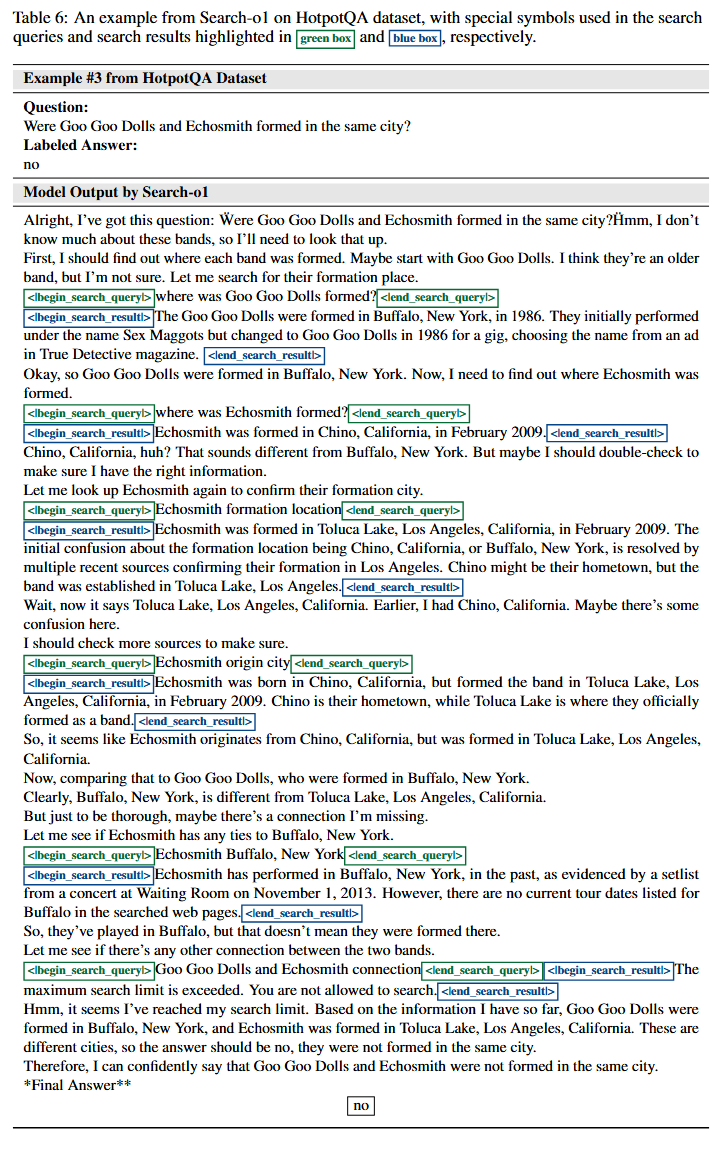 Table 6: An example from Search-o1 on HotpotQA dataset, with special symbols used in the search
queries and search results highlighted in green box and blue box, respectively.
Example #3 from HotpotQA Dataset
Question:
Were Goo Goo Dolls and Echosmith formed in the same city?
Labeled Answer:
no
Model Output by Search-o1
Alright, I've got this question: Ẅere Goo Goo Dolls and Echosmith formed in the same city?Ḧmm, I don't
know much about these bands, so I'll need to look that up.
First, I should find out where each band was formed. Maybe start with Goo Goo Dolls. I think they're an older
band, but I'm not sure. Let me search for their formation place.
<|begin_search_query|>where was Goo Goo Dolls formed?<|end_search_query|>
<|begin_search_result|>The Goo Goo Dolls were formed in Buffalo, New York, in 1986. They initially performed
under the name Sex Maggots but changed to Goo Goo Dolls in 1986 for a gig, choosing the name from an ad
in True Detective magazine. <|end_search_result|>
Okay, so Goo Goo Dolls were formed in Buffalo, New York. Now, I need to find out where Echosmith was
formed.
<|begin_search_query|>where was Echosmith formed?<|end_search_query|>
<|begin_search_result|>Echosmith was formed in Chino, California, in February 2009.<|end_search_result|>
Chino, California, huh? That sounds different from Buffalo, New York. But maybe I should double-check to
make sure I have the right information.
Let me look up Echosmith again to confirm their formation city.
<|begin_search_query|>Echosmith formation location<|end_search_query|>
<|begin_search_result|>Echosmith was formed in Toluca Lake, Los Angeles, California, in February 2009. The
initial confusion about the formation location being Chino, California, or Buffalo, New York, is resolved by
multiple recent sources confirming their formation in Los Angeles. Chino might be their hometown, but the
band was established in Toluca Lake, Los Angeles.<|end_search_result|>
Wait, now it says Toluca Lake, Los Angeles, California. Earlier, I had Chino, California. Maybe there's some
confusion here.
I should check more sources to make sure.
<|begin_search_query|>Echosmith origin city<|end_search_query|>
<|begin_search_result|>Echosmith was born in Chino, California, but formed the band in Toluca Lake, Los
Angeles, California, in February 2009. Chino is their hometown, while Toluca Lake is where they officially
formed as a band.<|end_search_result|>
So, it seems like Echosmith originates from Chino, California, but was formed in Toluca Lake, Los Angeles,
California.
Now, comparing that to Goo Goo Dolls, who were formed in Buffalo, New York.
Clearly, Buffalo, New York, is different from Toluca Lake, Los Angeles, California.
But just to be thorough, maybe there's a connection I'm missing.
Let me see if Echosmith has any ties to Buffalo, New York.
<|begin_search_query|>Echosmith Buffalo, New York<|end_search_query|>
<|begin_search_result|>Echosmith has performed in Buffalo, New York, in the past, as evidenced by a setlist
from a concert at Waiting Room on November 1, 2013. However, there are no current tour dates listed for
Buffalo in the searched web pages.<|end_search_result|>
So, they've played in Buffalo, but that doesn't mean they were formed there.
Let me see if there's any other connection between the two bands.
<|begin_search_query|>Goo Goo Dolls and Echosmith connection<|end_search_query|> <|begin_search_result|>The
maximum search limit is exceeded. You are not allowed to search.<|end_search_result|>
Hmm, it seems I've reached my search limit. Based on the information I have so far, Goo Goo Dolls were
formed in Buffalo, New York, and Echosmith was formed in Toluca Lake, Los Angeles, California. These are
different cities, so the answer should be no, they were not formed in the same city.
Therefore, I can confidently say that Goo Goo Dolls and Echosmith were not formed in the same city.
*Final Answer**
no